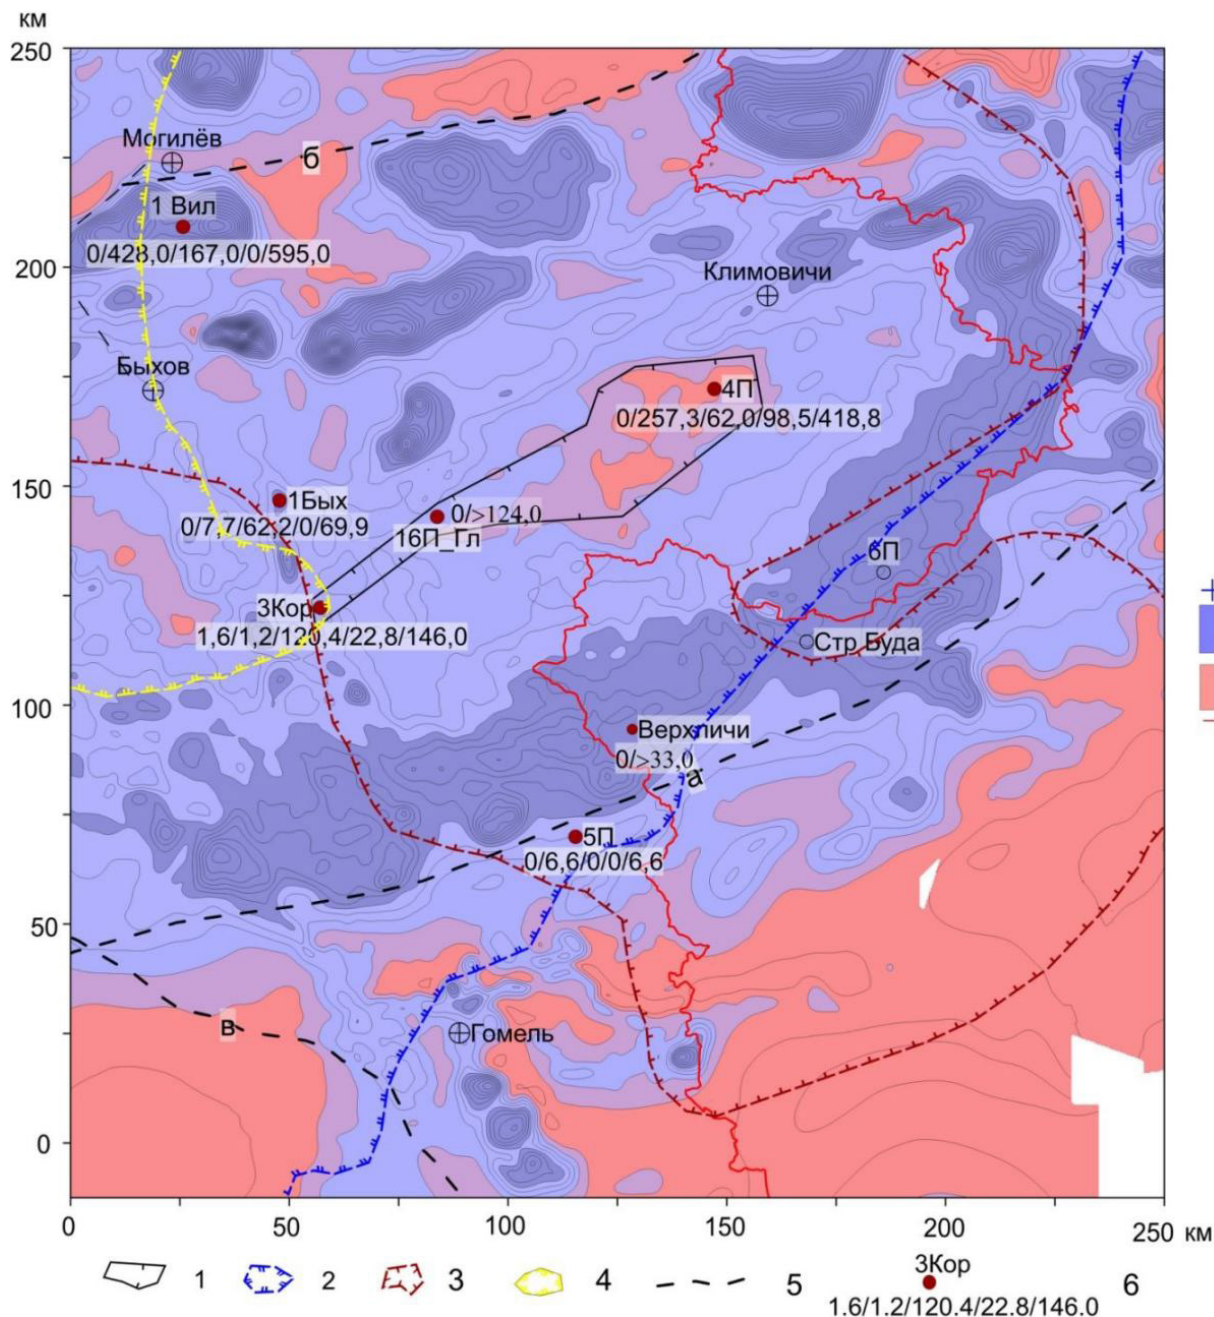 км
250
Могилёв
б
1 Вил
0/428,0/167,0/0/595,0
200
Климовичи
Быхов
4П
0/257,3/62,0/98,5/418,8
150
1Бых
0/7,7/62,2/0/69,9
0/>124,0
16П_Гл
6П
3Кор
1,6/1,2/120,4/22,8/146,0
Стр.Буда
100
Верхличи
0/>33,0
а
5П
0/6,6/0/0/6,6
50
в
Гомель
0
0 50 100 150 200 250 км
1 2 3 4 5 3Кор 6
1.6/1.2/120.4/22.8/146.0